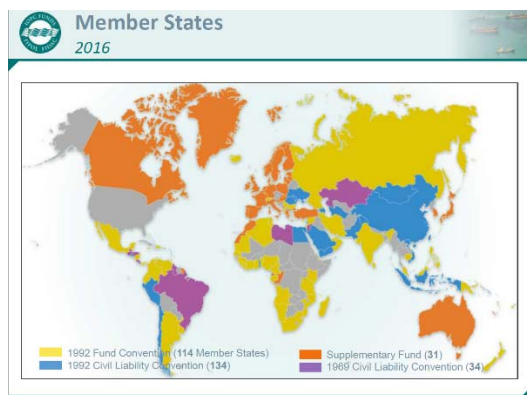 Member States
2016
1992 Fund Convention (114 Member States)
1992 Civil Liability Convention (134)
Supplementary Fund (31)
1969 Civil Liability Convention (34)